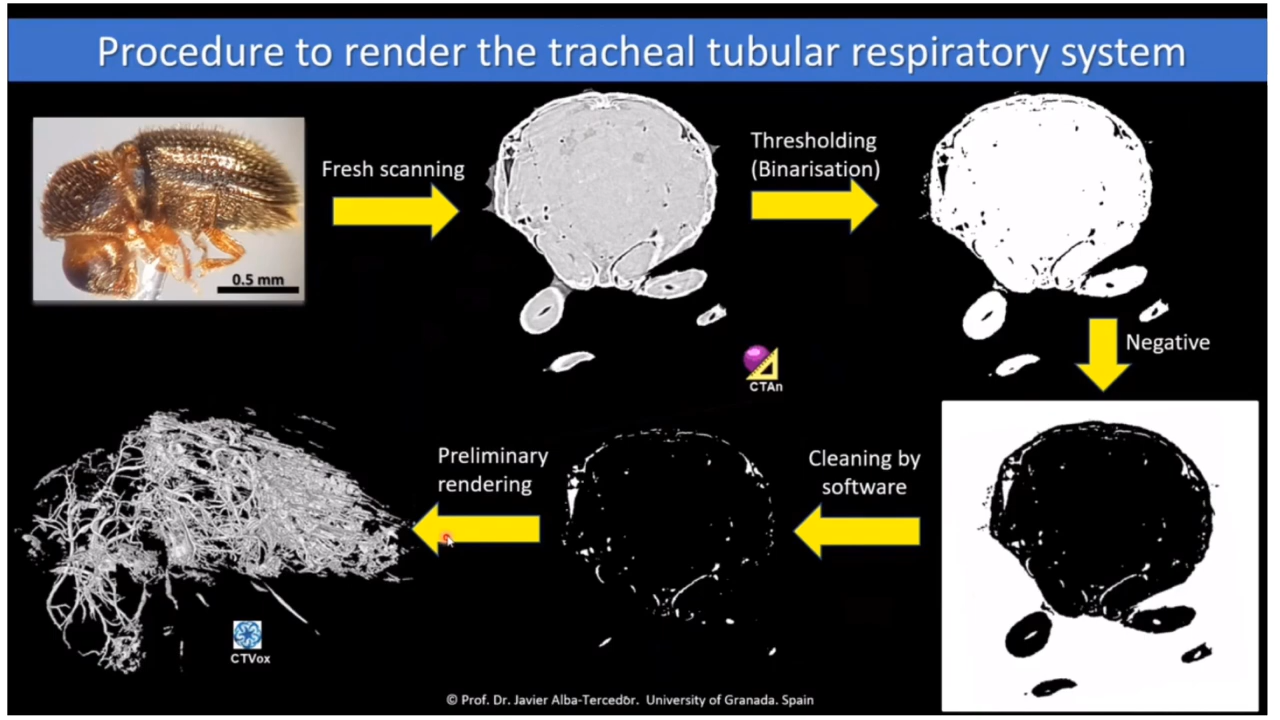 Procedure to render the tracheal tubular respiratory system
Fresh scanning
Thresholding
(Binarisation)
0.5 mm
Negative
CTAn
Preliminary
rendering
Cleaning by
software
CTVox
© Prof. Dr. Javier Alba-Tercedor. University of Granada. Spain